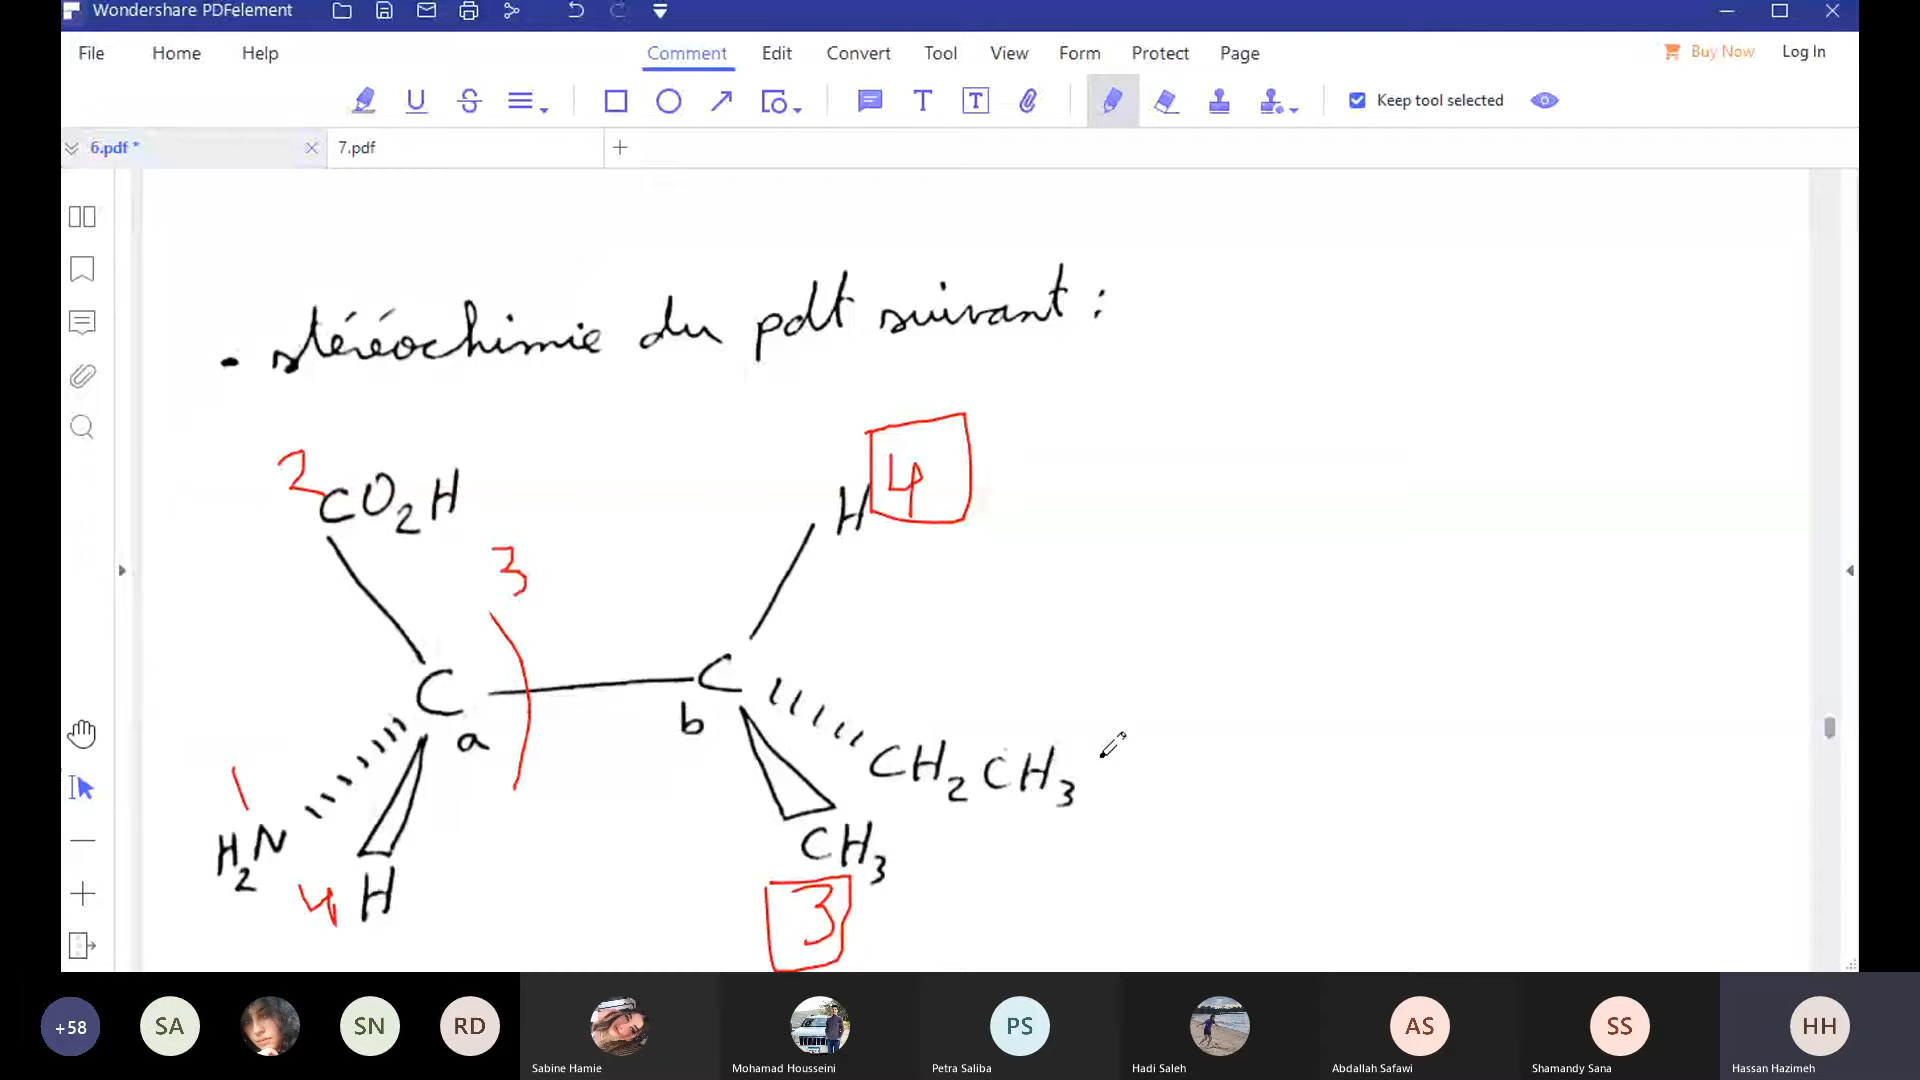 Wondershare PDFelement
File Home Help Comment Edit Convert Tool View Form Protect Page Buy Now Log In
Keep tool selected
6.pdf * 7.pdf
- stéréochimie du pdt suivant :
2 CO2H
H 4
3
C
a
C
b
CH2CH3
1
H2N
4 H
CH3
3
+58 SA SN RD PS AS SS HH
Sabine Hamie Mohamad Housseini Petra Saliba Hadi Saleh Abdallah Safawi Shamandy Sana Hassan Hazimeh